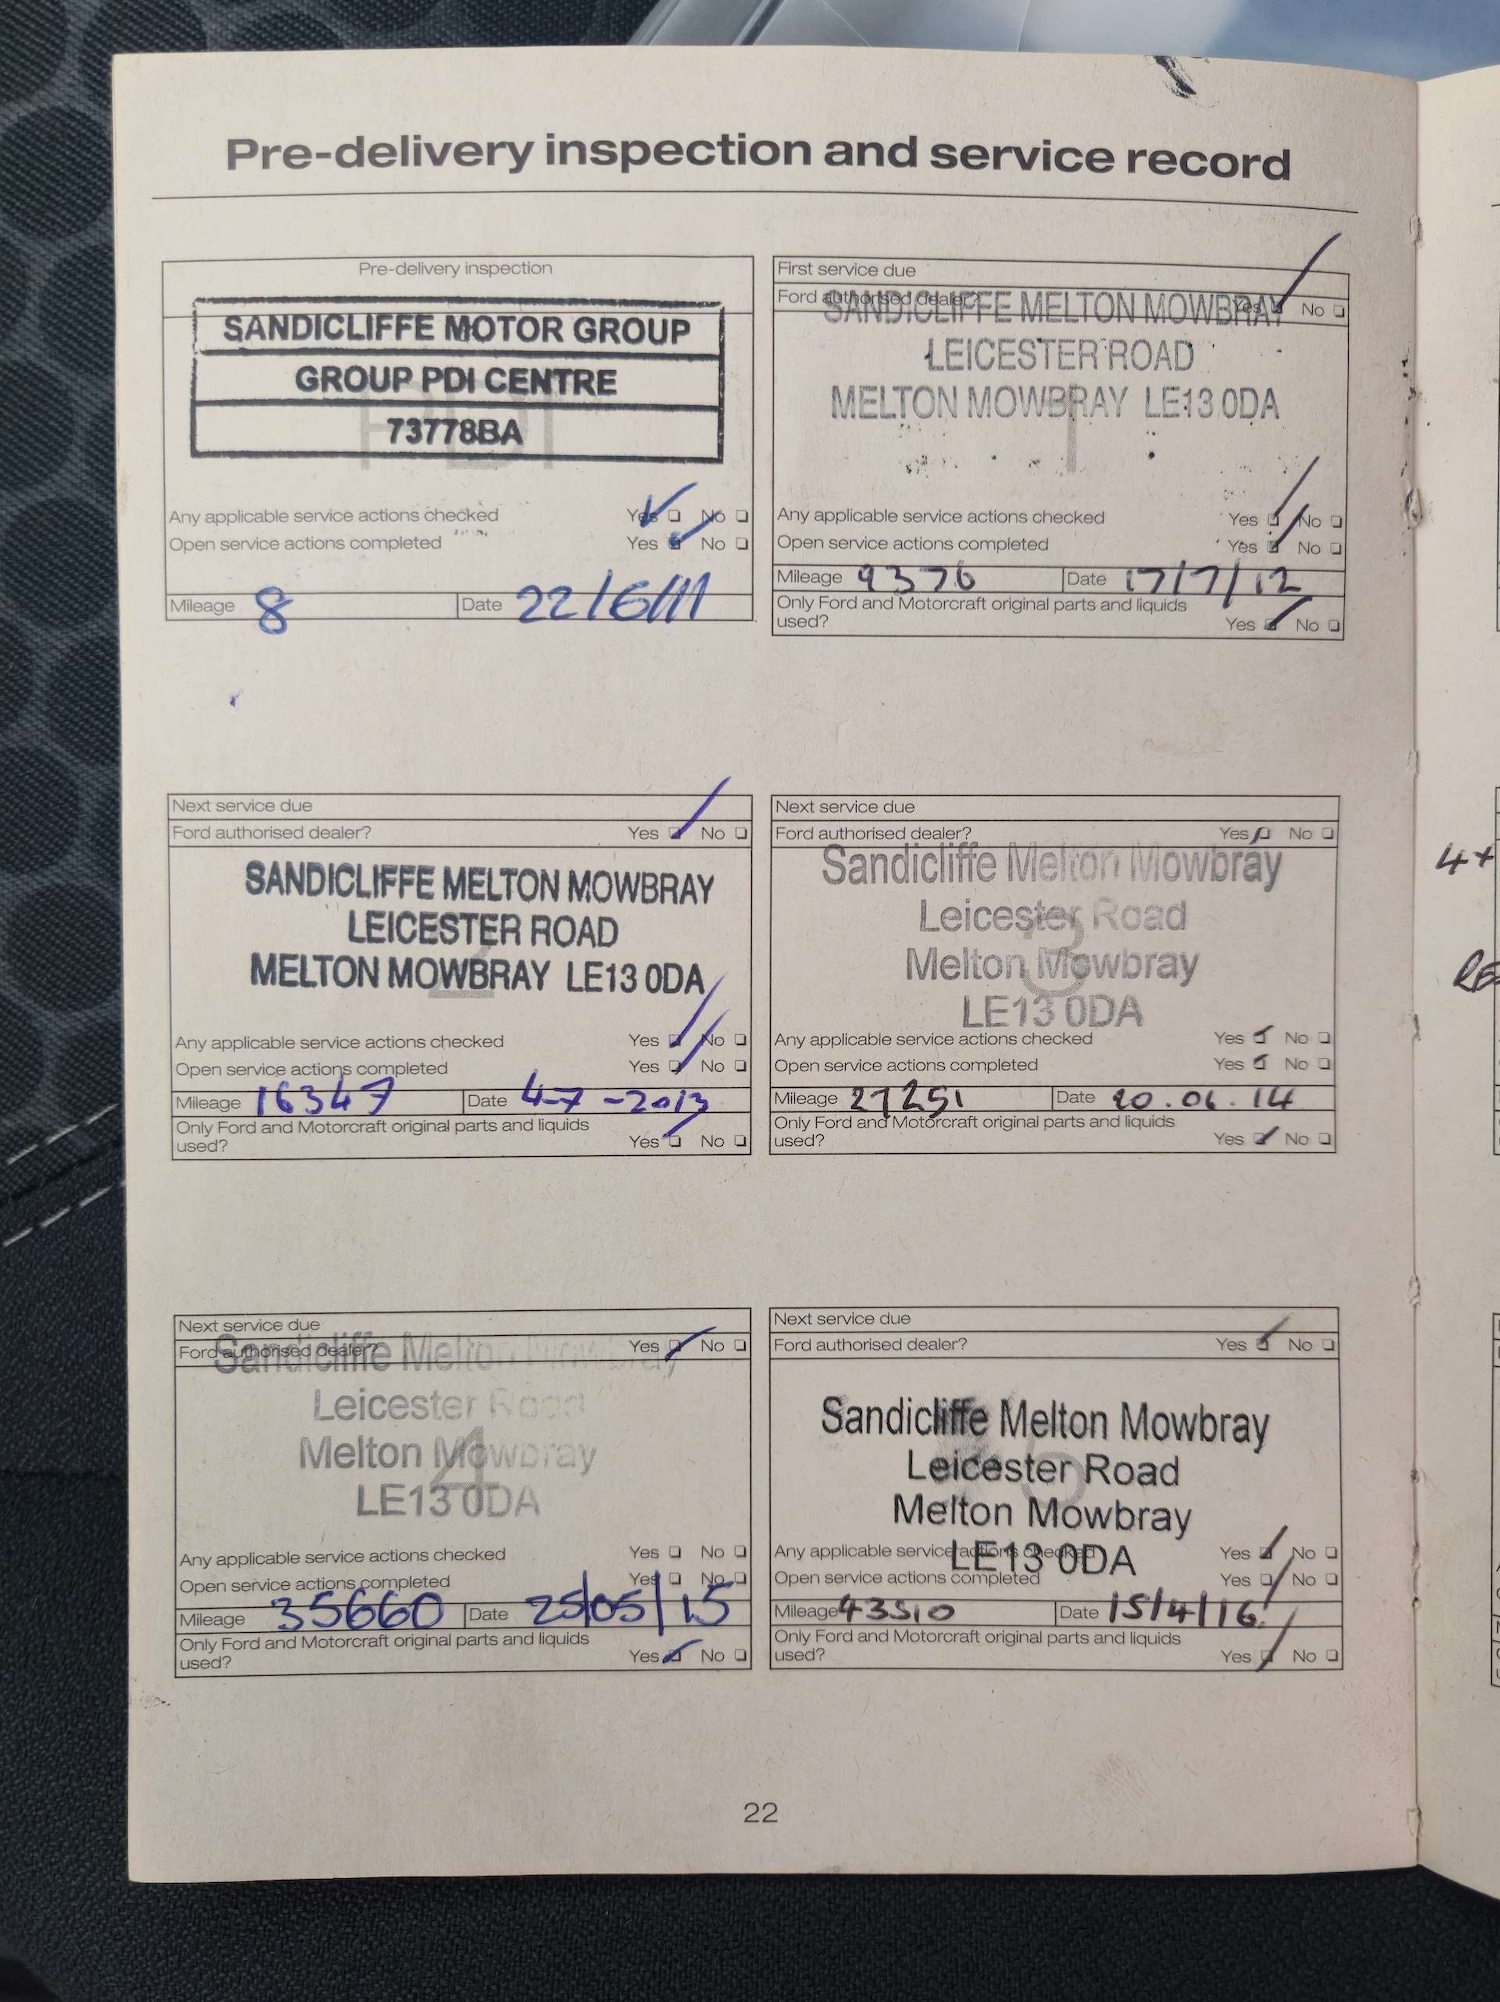 Pre-delivery inspection and service record
Pre-delivery inspection
SANDICLIFFE MOTOR GROUP
GROUP PDI CENTRE
73778BA
PDI
Any applicable service actions checked Yes No
Open service actions completed Yes No
Mileage 8 Date 22/6/11
First service due
Ford authorised dealer? Yes No
SANDICLIFFE MELTON MOWBRAY
LEICESTER ROAD
MELTON MOWBRAY LE13 0DA
1
Any applicable service actions checked Yes No
Open service actions completed Yes No
Mileage 9376 Date 17/7/12
Only Ford and Motorcraft original parts and liquids
used? Yes No
Next service due
Ford authorised dealer? Yes No
SANDICLIFFE MELTON MOWBRAY
LEICESTER ROAD
MELTON MOWBRAY LE13 0DA
2
Any applicable service actions checked Yes No
Open service actions completed Yes No
Mileage 16347 Date 4-7-2013
Only Ford and Motorcraft original parts and liquids
used? Yes No
Next service due
Ford authorised dealer? Yes No
Sandicliffe Melton Mowbray
Leicester Road
Melton Mowbray
3
LE13 0DA
Any applicable service actions checked Yes No
Open service actions completed Yes No
Mileage 27251 Date 20.06.14
Only Ford and Motorcraft original parts and liquids
used? Yes No
Next service due
Ford authorised dealer? Yes No
Sandicliffe Melton Mowbray
Leicester Road
Melton Mowbray
4
LE13 0DA
Any applicable service actions checked Yes No
Open service actions completed Yes No
Mileage 35660 Date 25/05/15
Only Ford and Motorcraft original parts and liquids
used? Yes No
Next service due
Ford authorised dealer? Yes No
Sandicliffe Melton Mowbray
Leicester Road
Melton Mowbray
LE13 0DA
Any applicable service actions checked Yes No
Open service actions completed Yes No
Mileage 43510 Date 15/4/16
Only Ford and Motorcraft original parts and liquids
used? Yes No
22
4+